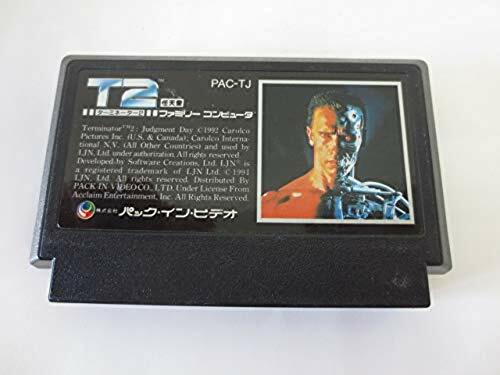 T2™ PAC-TJ
任天堂
ターミネーター2 ファミリー コンピュータ
Terminator™2 : Judgment Day ©1992 Carolco
Pictures Inc. (U.S, & Canada); Carolco Interna-
tional N.V. (All Other Countries) and used by
LJN, Ltd. under authorization, All rights reserved.
Developed by Software Creations, Ltd. LJN® is
a registered trademark of LJN Ltd. ©1991
LJN, Ltd. All rights reserved. Distributed By
PACK IN VIDEO CO., LTD. Under License From
Acclaim Entertainment, Inc. All Rights Reserved.
株式会社 パック・イン・ビデオ